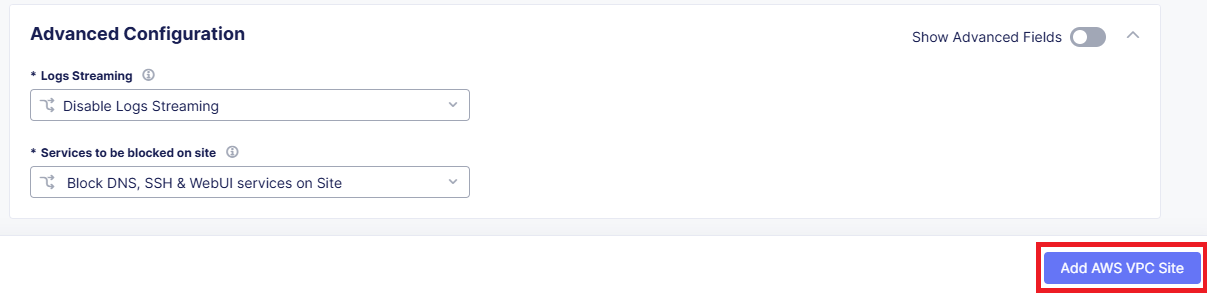 Advanced Configuration
Show Advanced Fields
* Logs Streaming
Disable Logs Streaming
* Services to be blocked on site
Block DNS, SSH & WebUI services on Site
Add AWS VPC Site